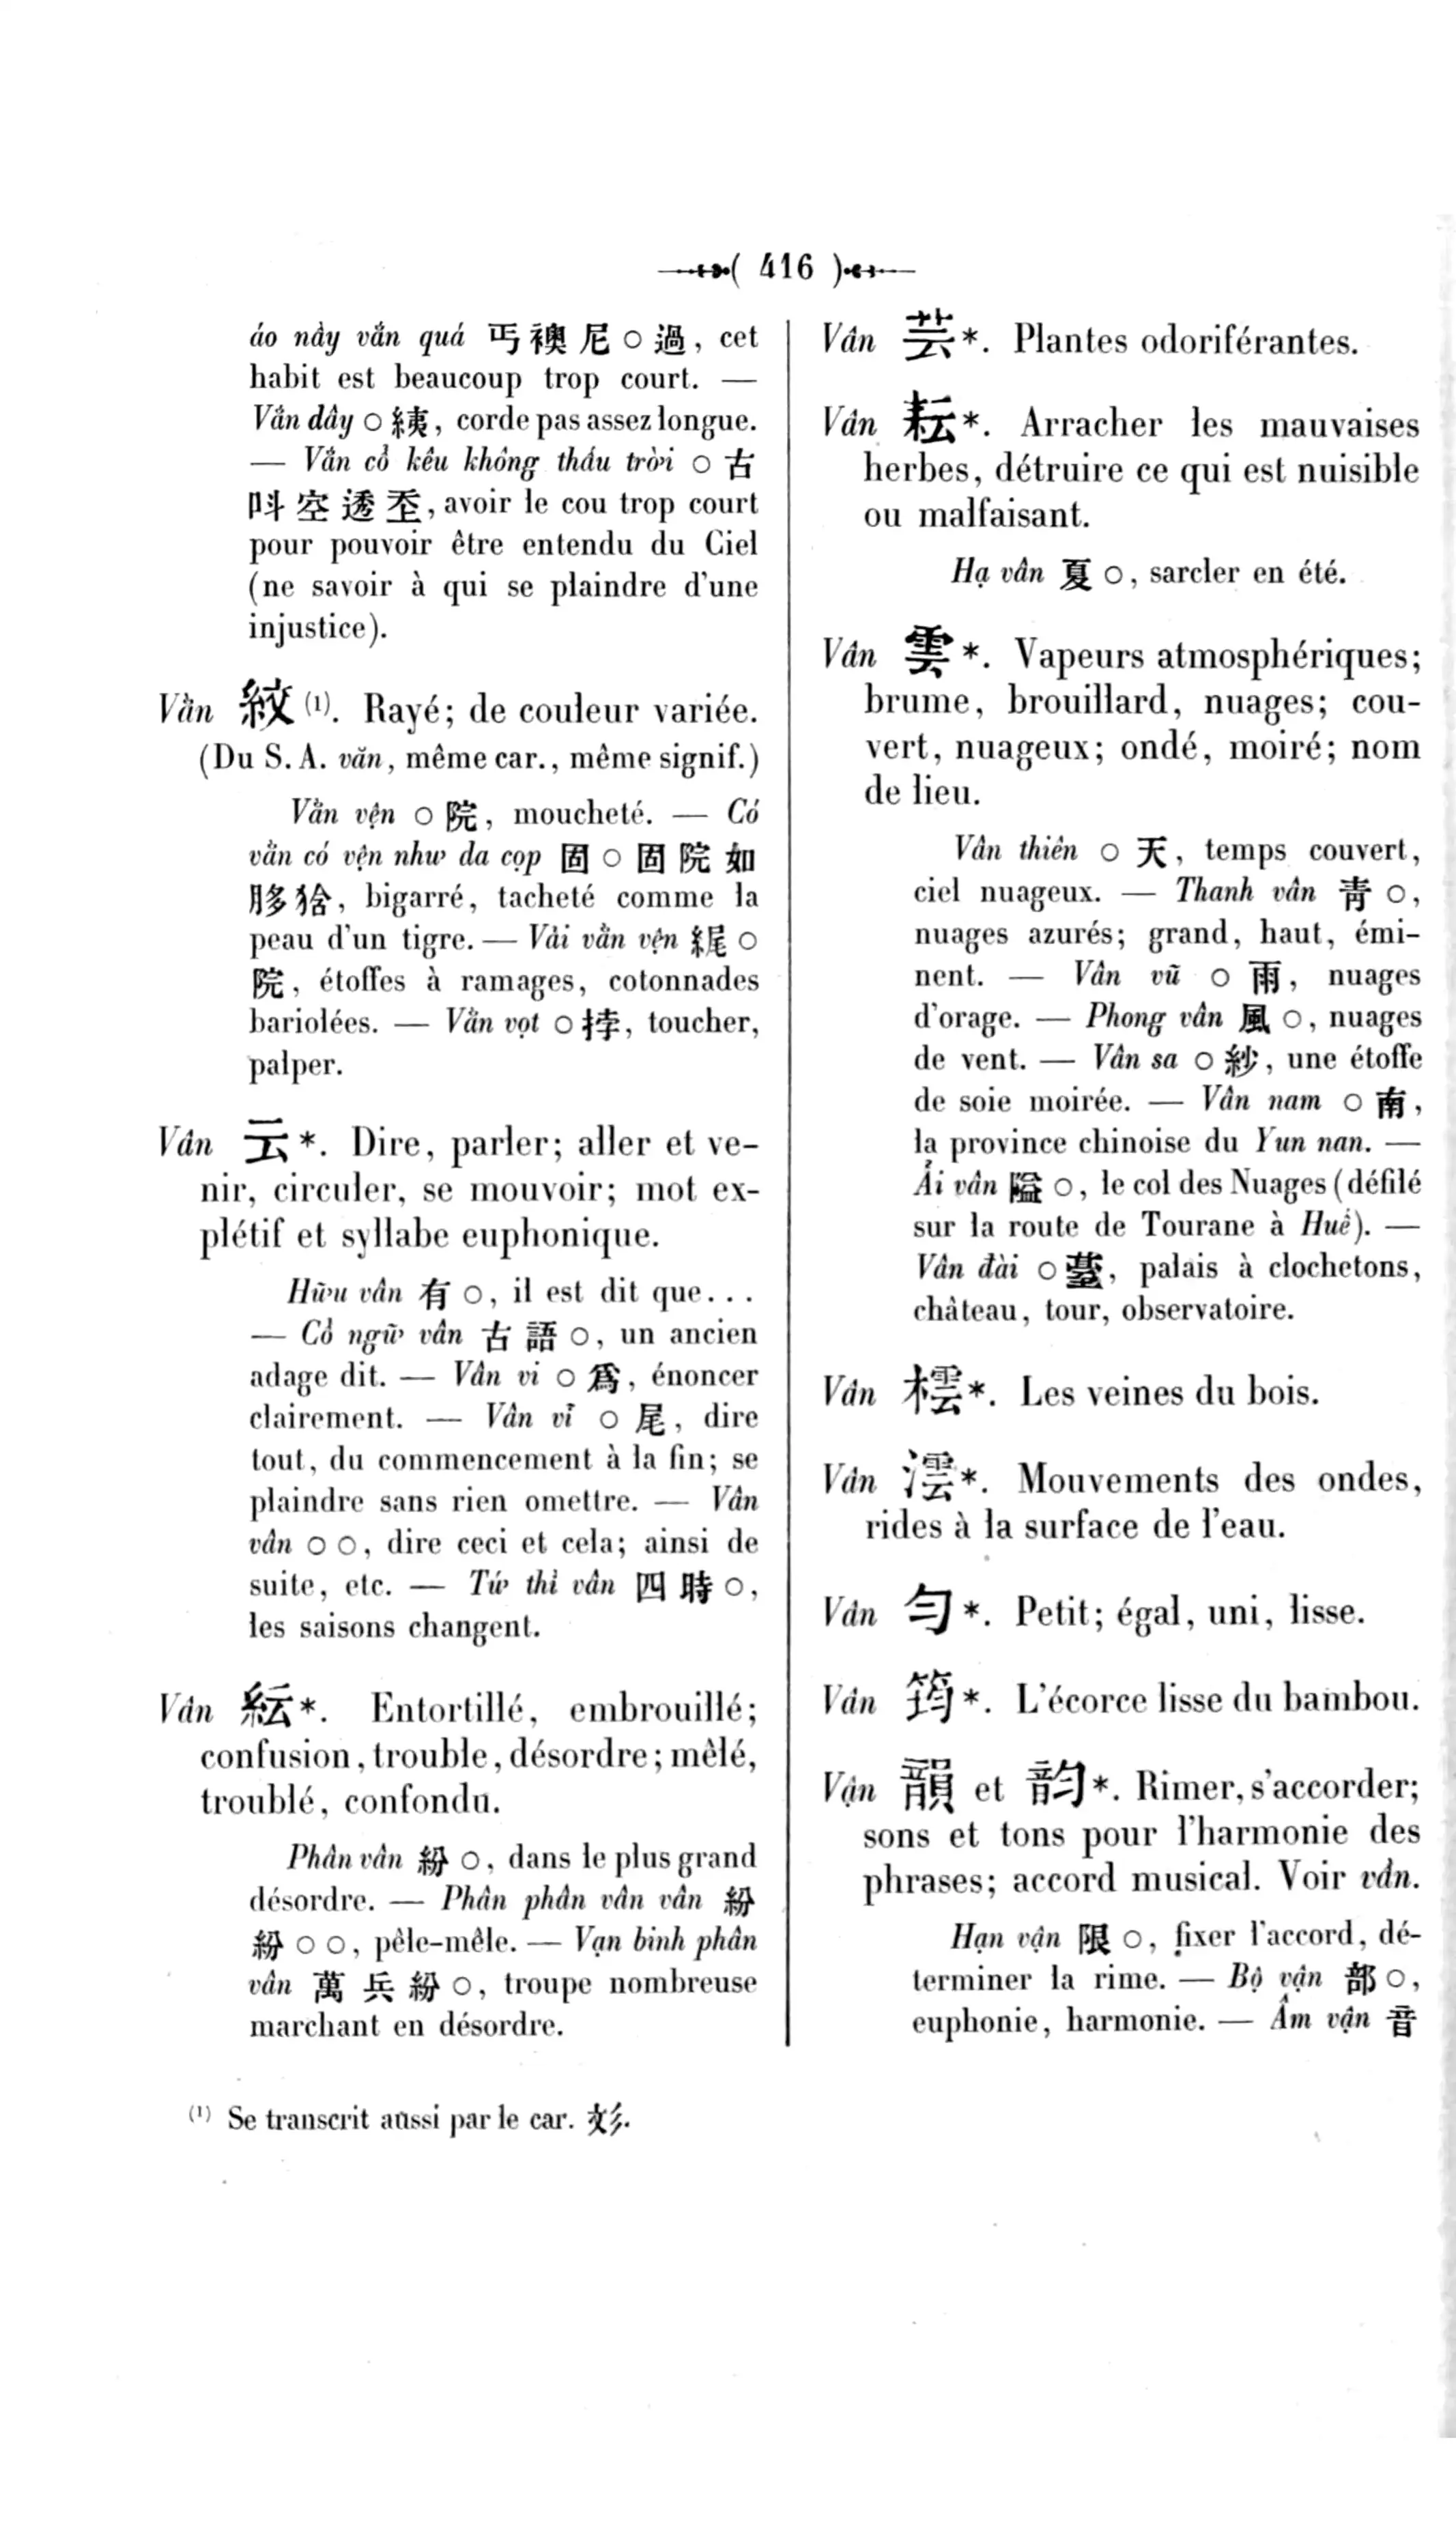 ( 416 )
áo nầy vắn quá 丐 襖 尼 ○ 過, cet
habit est beaucoup trop court. —
Vắn dây ○ 䋈, corde pas assez longue.
— Vắn cổ kêu không thấu trời ○ 古
呌 空 透 𡗶, avoir le cou trop court
pour pouvoir être entendu du Ciel
(ne savoir à qui se plaindre d'une
injustice).
Vằn 紋 (1). Rayé; de couleur variée.
(Du S. A. văn, même car., même signif.)
Vằn vện ○ 院, moucheté. — Có
vằn có vện như da cọp 固 ○ 固 院 如
䏧 㹂, bigarré, tacheté comme la
peau d'un tigre. — Vải vằn vện 𦃿 ○
院, étoffes à ramages, cotonnades
bariolées. — Vằn vọt ○ 挬, toucher,
palper.
Vân 云 *. Dire, parler; aller et ve-
nir, circuler, se mouvoir; mot ex-
plétif et syllabe euphonique.
Hữu vân 有 ○, il est dit que...
— Cổ ngữ vân 古 語 ○, un ancien
adage dit. — Vân vi ○ 爲, énoncer
clairement. — Vân vĩ ○ 尾, dire
tout, du commencement à la fin; se
plaindre sans rien omettre. — Vân
vân ○ ○, dire ceci et cela; ainsi de
suite, etc. — Tứ thì vân 四 時 ○,
les saisons changent.
Vân 紜 *. Entortillé, embrouillé;
confusion, trouble, désordre; mêlé,
troublé, confondu.
Phân vân 紛 ○, dans le plus grand
désordre. — Phân phân vân vân 紛
紛 ○ ○, pêle-mêle. — Vạn binh phân
vân 萬 兵 紛 ○, troupe nombreuse
marchant en désordre.
(1) Se transcrit aussi par le car. 彣.
Vân 芸 *. Plantes odoriférantes.
Vân 耘 *. Arracher les mauvaises
herbes, détruire ce qui est nuisible
ou malfaisant.
Hạ vân 夏 ○, sarcler en été.
Vân 雲 *. Vapeurs atmosphériques;
brume, brouillard, nuages; cou-
vert, nuageux; ondé, moiré; nom
de lieu.
Vân thiên ○ 天, temps couvert,
ciel nuageux. — Thanh vân 靑 ○,
nuages azurés; grand, haut, émi-
nent. — Vân vũ ○ 雨, nuages
d'orage. — Phong vân 風 ○, nuages
de vent. — Vân sa ○ 紗, une étoffe
de soie moirée. — Vân nam ○ 南,
la province chinoise du Yun nan. —
Ải vân 隘 ○, le col des Nuages (défilé
sur la route de Tourane à Huế). —
Vân đài ○ 臺, palais à clochetons,
château, tour, observatoire.
Vân 橒 *. Les veines du bois.
Vân 澐 *. Mouvements des ondes,
rides à la surface de l'eau.
Vân 勻 *. Petit; égal, uni, lisse.
Vân 筠 *. L'écorce lisse du bambou.
Vận 韻 et 韵 *. Rimer, s'accorder;
sons et tons pour l'harmonie des
phrases; accord musical. Voir vần.
Hạn vận 限 ○, fixer l'accord, dé-
terminer la rime. — Bộ vận 部 ○,
euphonie, harmonie. — Âm vận 音